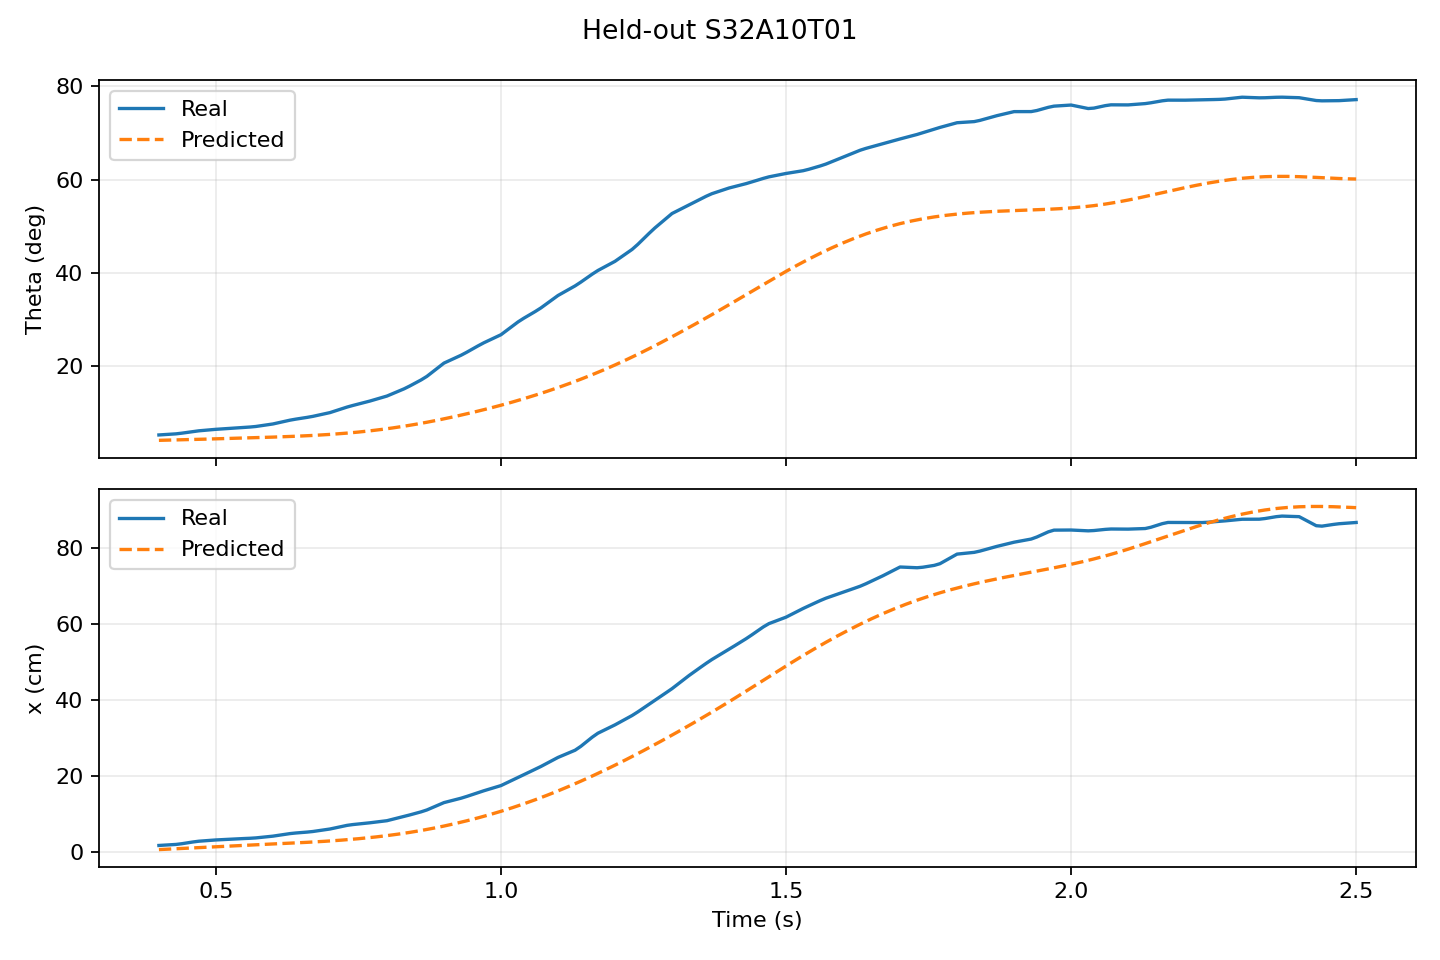 Held-out S32A10T01
80
60
40
20
Theta (deg)
Real
Predicted
80
60
40
20
0
x (cm)
Real
Predicted
0.5 1.0 1.5 2.0 2.5
Time (s)